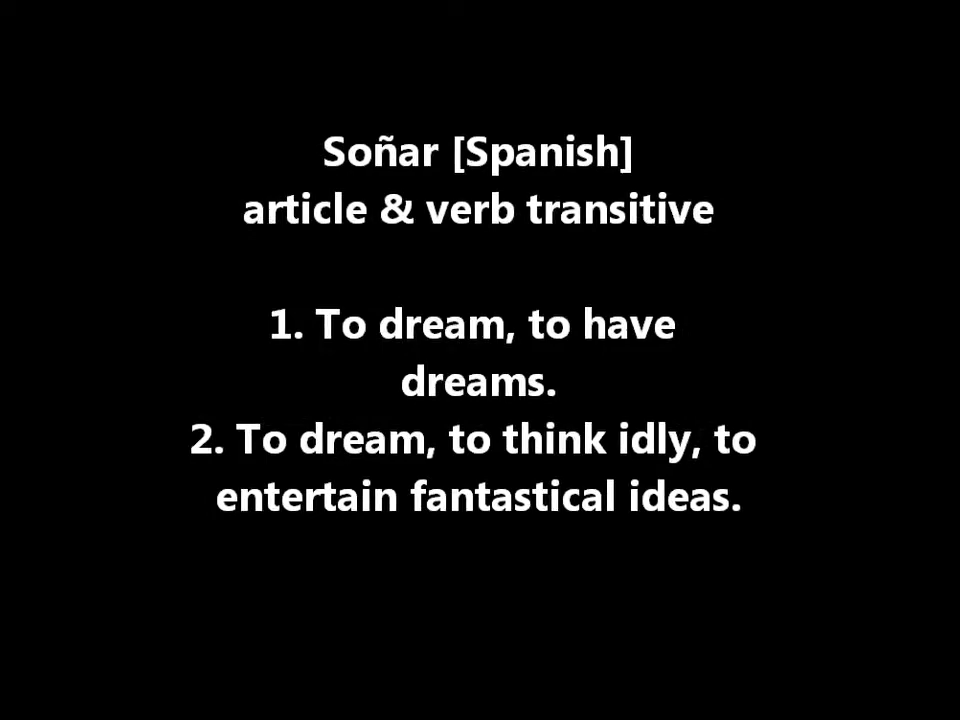 Soñar [Spanish]
article & verb transitive
1. To dream, to have
dreams.
2. To dream, to think idly, to
entertain fantastical ideas.